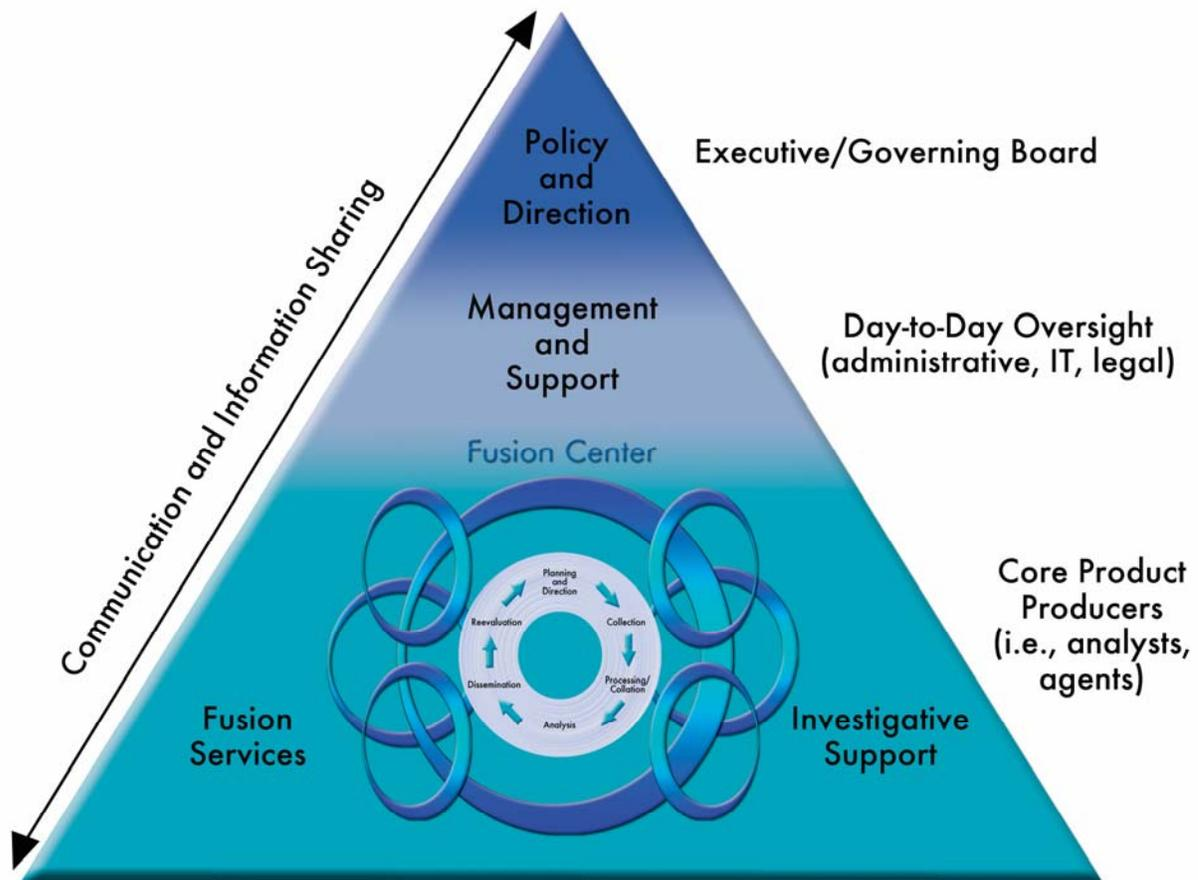 Communication and Information Sharing
Policy
and
Direction
Executive/Governing Board
Management
and
Support
Day-to-Day Oversight
(administrative, IT, legal)
Fusion Center
Planning
and
Direction
Collection
Processing/
Collation
Analysis
Dissemination
Reevaluation
Fusion
Services
Investigative
Support
Core Product
Producers
(i.e., analysts,
agents)